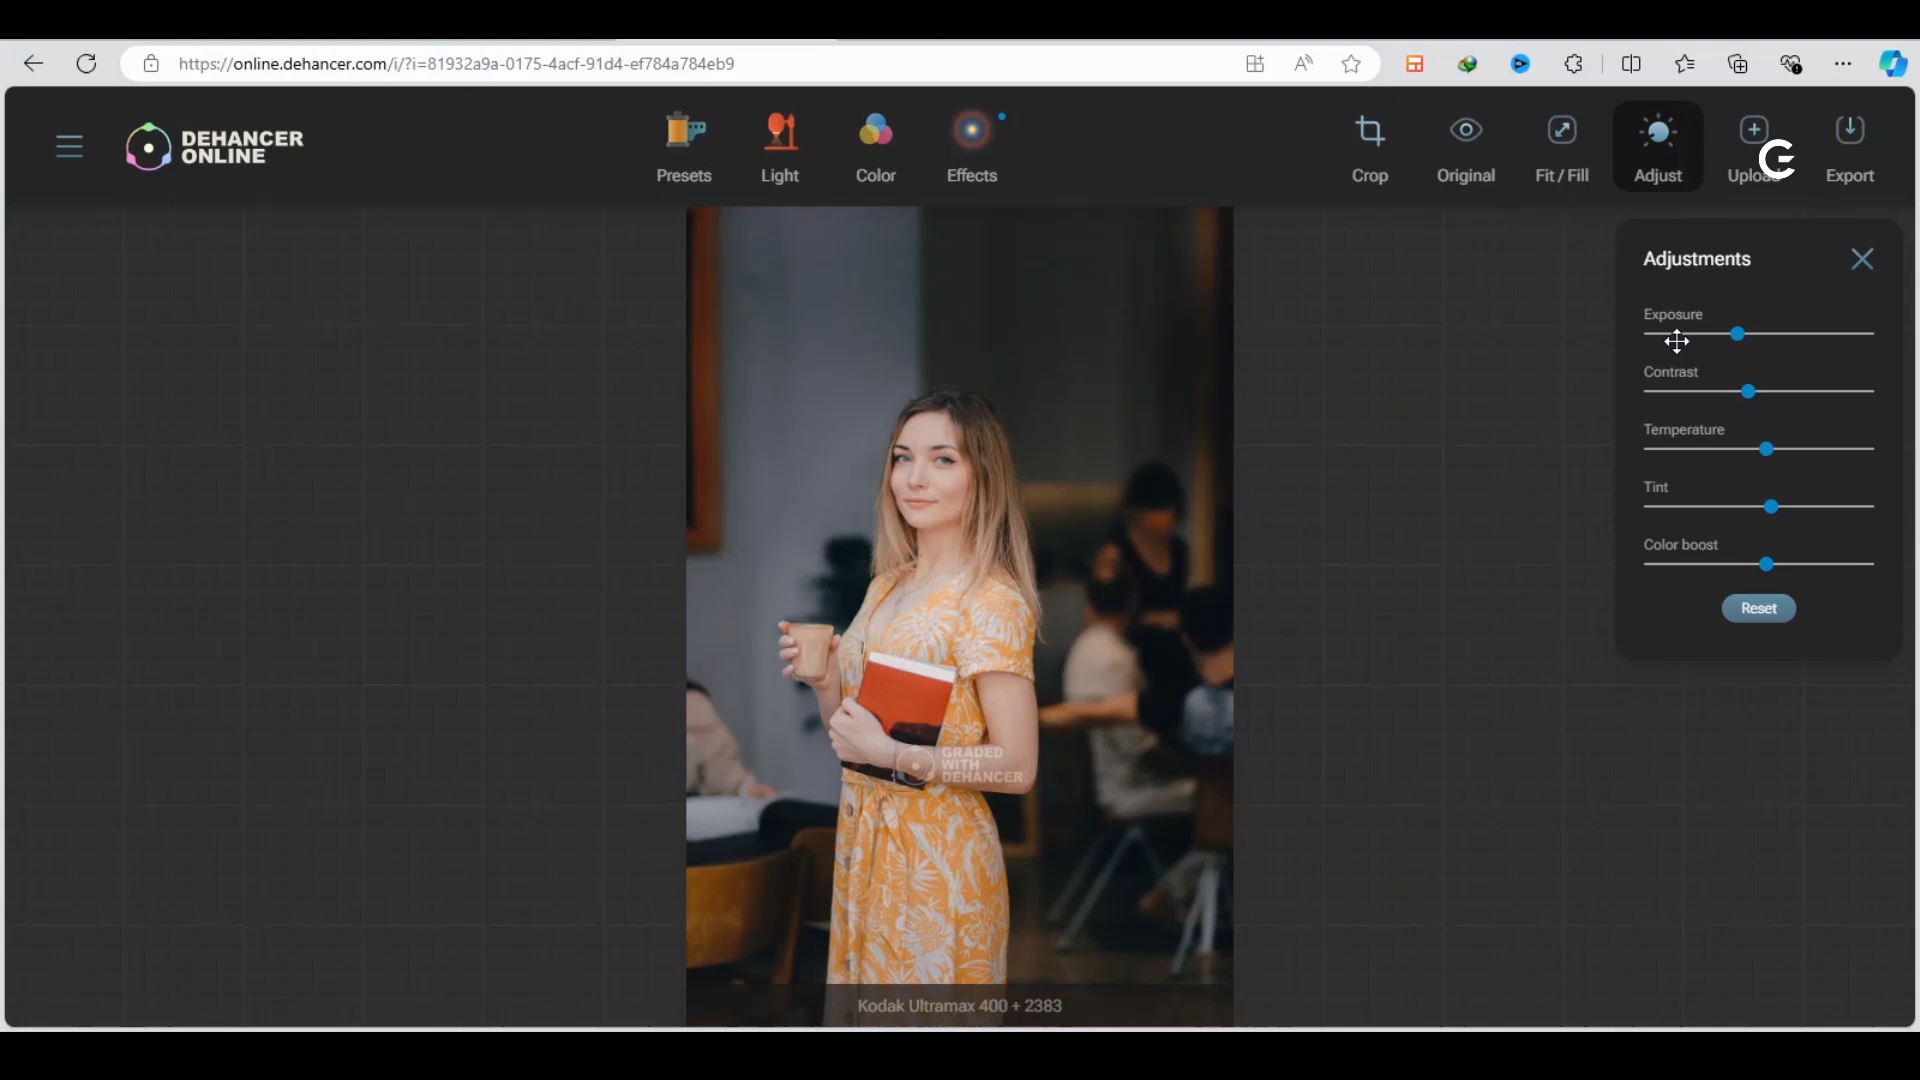 https://online.dehancer.com/i/?i=81932a9a-0175-4acf-91d4-ef784a784eb9
DEHANCER
ONLINE
Presets
Light
Color
Effects
Crop
Original
Fit / Fill
Adjust
Upload
Export
Adjustments
Exposure
Contrast
Temperature
Tint
Color boost
Reset
GRADED
WITH
DEHANCER
Kodak Ultramax 400 + 2383